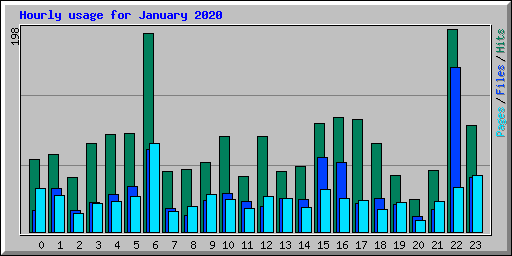 Hourly usage for January 2020
198
Pages/Files/Hits
0 1 2 3 4 5 6 7 8 9 10 11 12 13 14 15 16 17 18 19 20 21 22 23